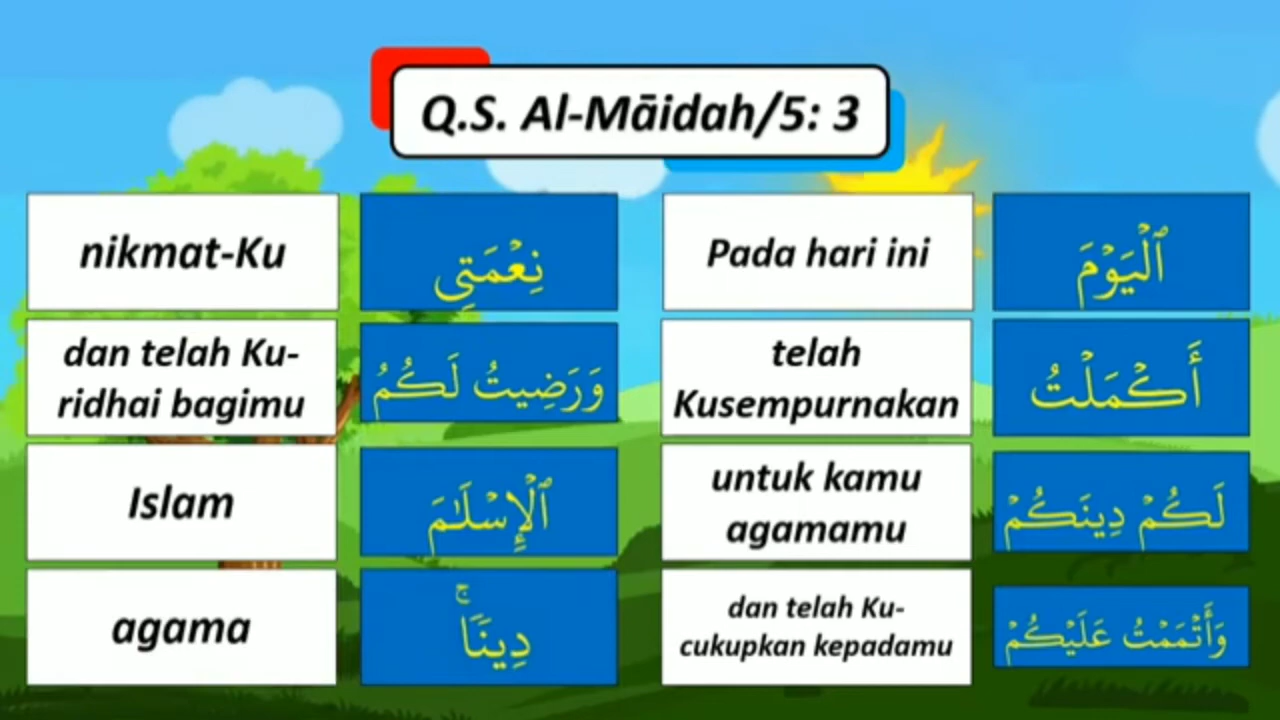 Q.S. Al-Māidah/5: 3
ٱلْيَوْمَ
Pada hari ini
أَكْمَلْتُ
telah
Kusempurnakan
لَكُمْ دِينَكُمْ
untuk kamu
agamamu
وَأَتْمَمْتُ عَلَيْكُمْ
dan telah Ku-
cukupkan kepadamu
نِعْمَتِى
nikmat-Ku
وَرَضِيتُ لَكُمُ
dan telah Ku-
ridhai bagimu
ٱلْإِسْلَٰمَ
Islam
دِينًۭا ۚ
agama